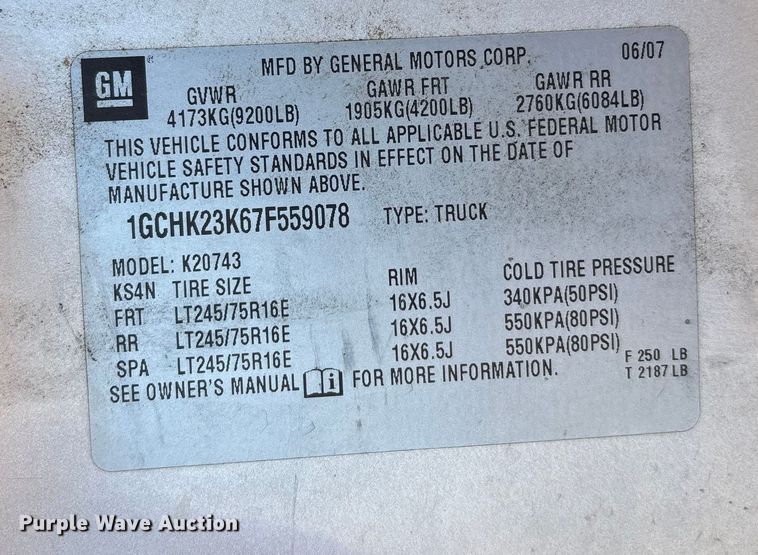 GM
MFD BY GENERAL MOTORS CORP. 06/07
GVWR GAWR FRT GAWR RR
4173KG(9200LB) 1905KG(4200LB) 2760KG(6084LB)
THIS VEHICLE CONFORMS TO ALL APPLICABLE U.S. FEDERAL MOTOR
VEHICLE SAFETY STANDARDS IN EFFECT ON THE DATE OF
MANUFACTURE SHOWN ABOVE.
1GCHK23K67F559078 TYPE: TRUCK
MODEL: K20743
KS4N TIRE SIZE RIM COLD TIRE PRESSURE
FRT LT245/75R16E 16X6.5J 340KPA(50PSI)
RR LT245/75R16E 16X6.5J 550KPA(80PSI)
SPA LT245/75R16E 16X6.5J 550KPA(80PSI)
SEE OWNER'S MANUAL i FOR MORE INFORMATION.
F 250 LB
T 2187 LB
Purple Wave Auction